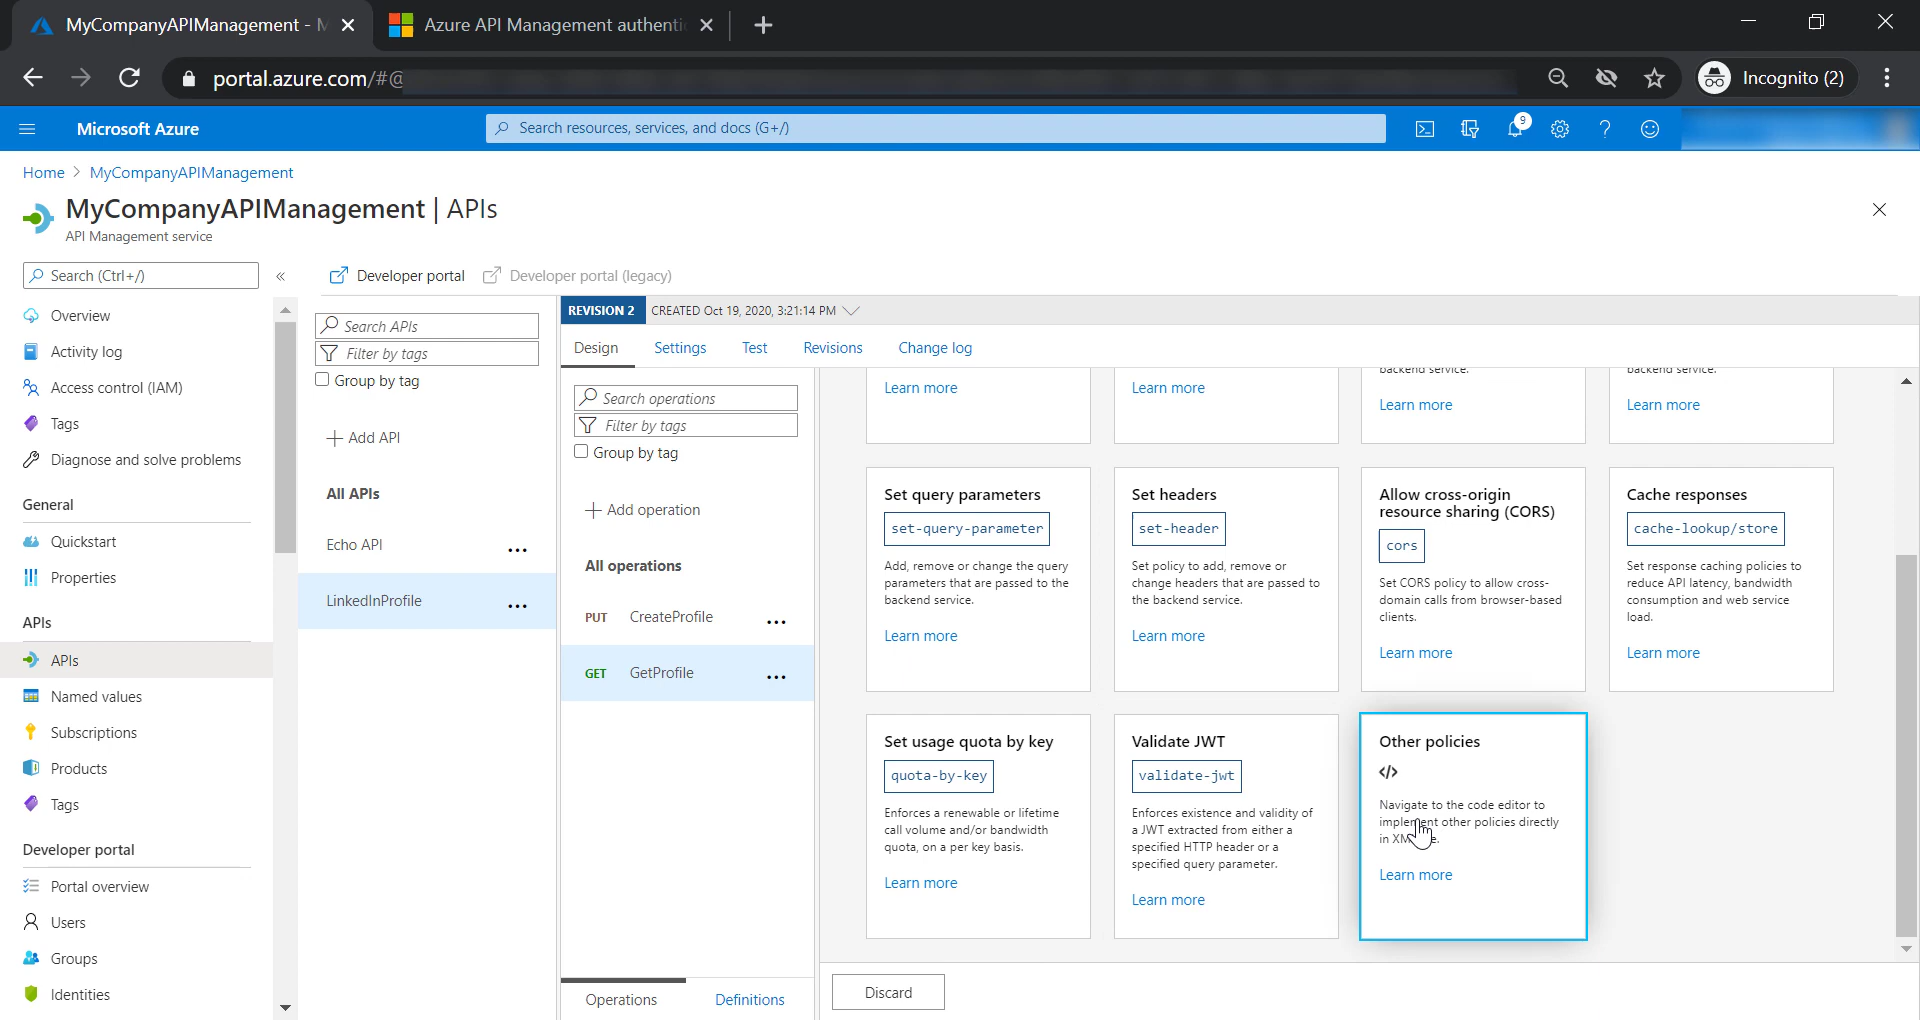 MyCompanyAPIManagement - M
Azure API Management authenti
portal.azure.com/#@
Incognito (2)
Microsoft Azure
Search resources, services, and docs (G+/)
9
Home > MyCompanyAPIManagement
MyCompanyAPIManagement | APIs
API Management service
Search (Ctrl+/)
«
Developer portal
Developer portal (legacy)
Overview
Activity log
Access control (IAM)
Tags
Diagnose and solve problems
General
Quickstart
Properties
APIs
APIs
Named values
Subscriptions
Products
Tags
Developer portal
Portal overview
Users
Groups
Identities
Search APIs
Filter by tags
Group by tag
Add API
All APIs
Echo API
...
LinkedInProfile
...
REVISION 2
CREATED Oct 19, 2020, 3:21:14 PM
Design
Settings
Test
Revisions
Change log
Search operations
Filter by tags
Group by tag
Add operation
All operations
PUT CreateProfile ...
GET GetProfile ...
Operations
Definitions
Learn more
Learn more
backend service.
Learn more
backend service.
Learn more
Set query parameters
set-query-parameter
Add, remove or change the query
parameters that are passed to the
backend service.
Learn more
Set headers
set-header
Set policy to add, remove or
change headers that are passed to
the backend service.
Learn more
Allow cross-origin
resource sharing (CORS)
cors
Set CORS policy to allow cross-
domain calls from browser-based
clients.
Learn more
Cache responses
cache-lookup/store
Set response caching policies to
reduce API latency, bandwidth
consumption and web service
load.
Learn more
Set usage quota by key
quota-by-key
Enforces a renewable or lifetime
call volume and/or bandwidth
quota, on a per key basis.
Learn more
Validate JWT
validate-jwt
Enforces existence and validity of
a JWT extracted from either a
specified HTTP header or a
specified query parameter.
Learn more
Other policies
</>
Navigate to the code editor to
implement other policies directly
in
Learn more
Discard